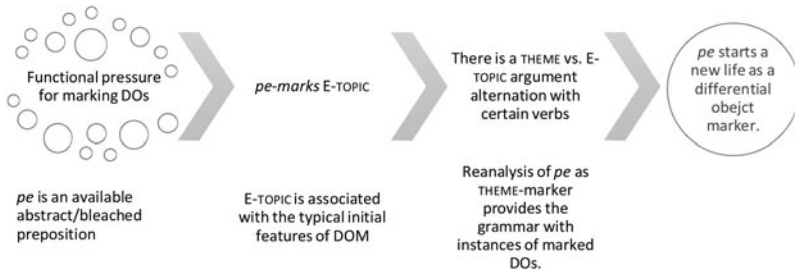 Functional pressure
for marking DOs
pe-marks E-TOPIC
There is a THEME vs. E-
TOPIC argument
alternation with
certain verbs
pe starts a
new life as a
differential
obejct
marker.
pe is an available
abstract/bleached
preposition
E-TOPIC is associated
with the typical initial
features of DOM
Reanalysis of pe as
THEME-marker
provides the
grammar with
instances of marked
DOs.